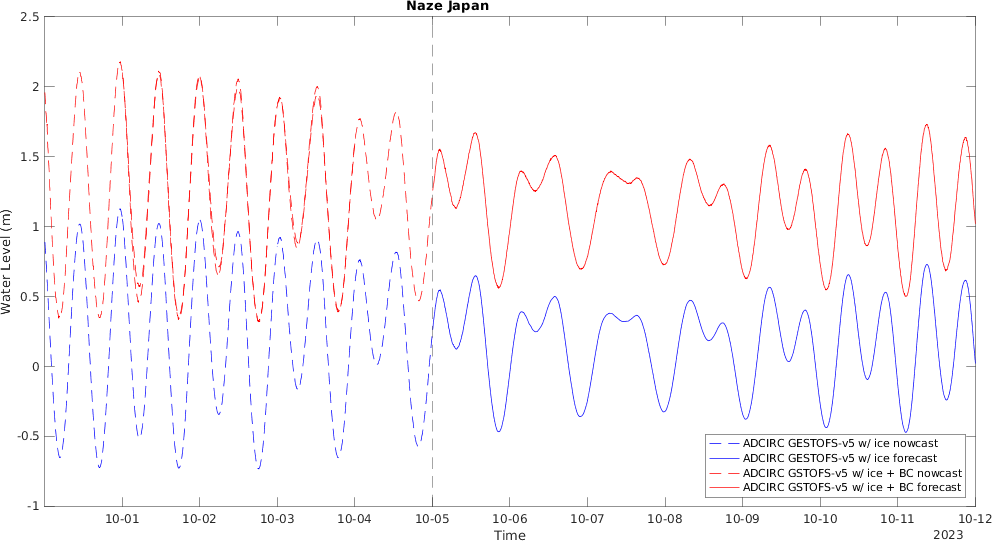 Naze Japan
2.5
2
1.5
1
0.5
0
-0.5
-1
Water Level (m)
ADCIRC GESTOFS-v5 w/ ice nowcast
ADCIRC GESTOFS-v5 w/ ice forecast
ADCIRC GSTOFS-v5 w/ ice + BC nowcast
ADCIRC GSTOFS-v5 w/ ice + BC forecast
10-01 10-02 10-03 10-04 10-05 10-06 10-07 10-08 10-09 10-10 10-11 10-12
Time
2023